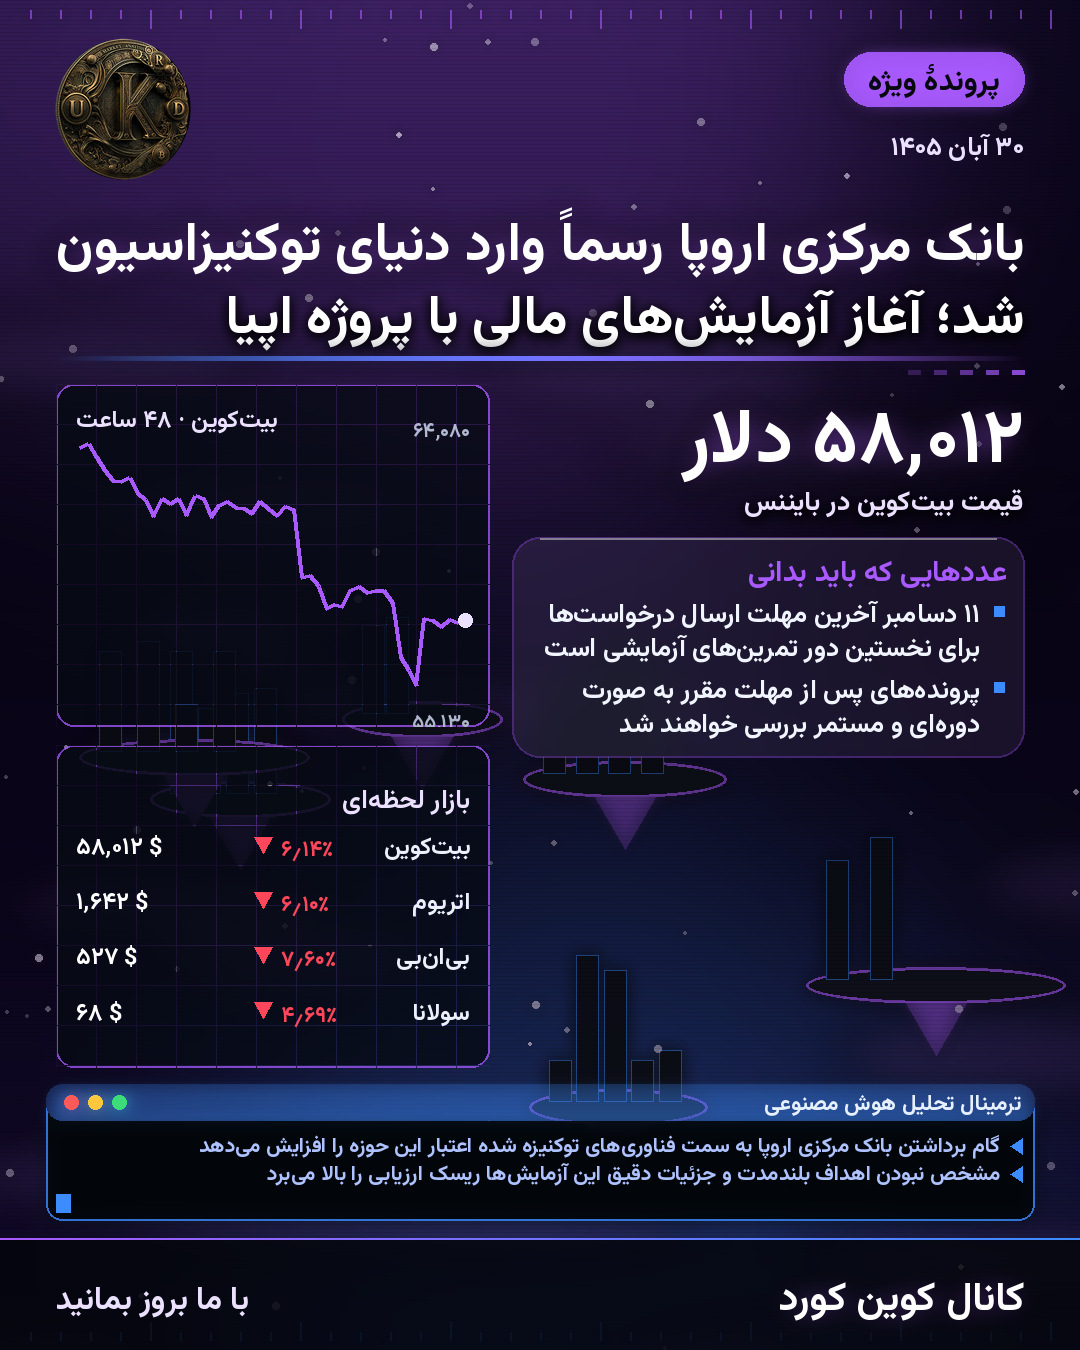 پروندهٔ ویژه
۳۰ آبان ۱۴۰۵
بانک مرکزی اروپا رسماً وارد دنیای توکنیزاسیون
شد؛ آغاز آزمایش‌های مالی با پروژه اپیا
۵۸,۰۱۲ دلار
قیمت بیت‌کوین در بایننس
عددهایی که باید بدانی
۱۱ دسامبر آخرین مهلت ارسال درخواست‌ها
برای نخستین دور تمرین‌های آزمایشی است
پرونده‌های پس از مهلت مقرر به صورت
دوره‌ای و مستمر بررسی خواهند شد
بیت‌کوین · ۴۸ ساعت
۶۴,۰۸۰
۵۵,۱۳۰
بازار لحظه‌ای
بیت‌کوین ▼ ۶٫۱۴٪ ۵۸,۰۱۲ $
اتریوم ▼ ۶٫۱۰٪ ۱,۶۴۲ $
بی‌ان‌بی ▼ ۷٫۶۰٪ ۵۲۷ $
سولانا ▼ ۴٫۶۹٪ ۶۸ $
ترمینال تحلیل هوش مصنوعی
گام برداشتن بانک مرکزی اروپا به سمت فناوری‌های توکنیزه شده اعتبار این حوزه را افزایش می‌دهد
مشخص نبودن اهداف بلندمدت و جزئیات دقیق این آزمایش‌ها ریسک ارزیابی را بالا می‌برد
کانال کوین کورد
با ما بروز بمانید
K
U
D
R
B